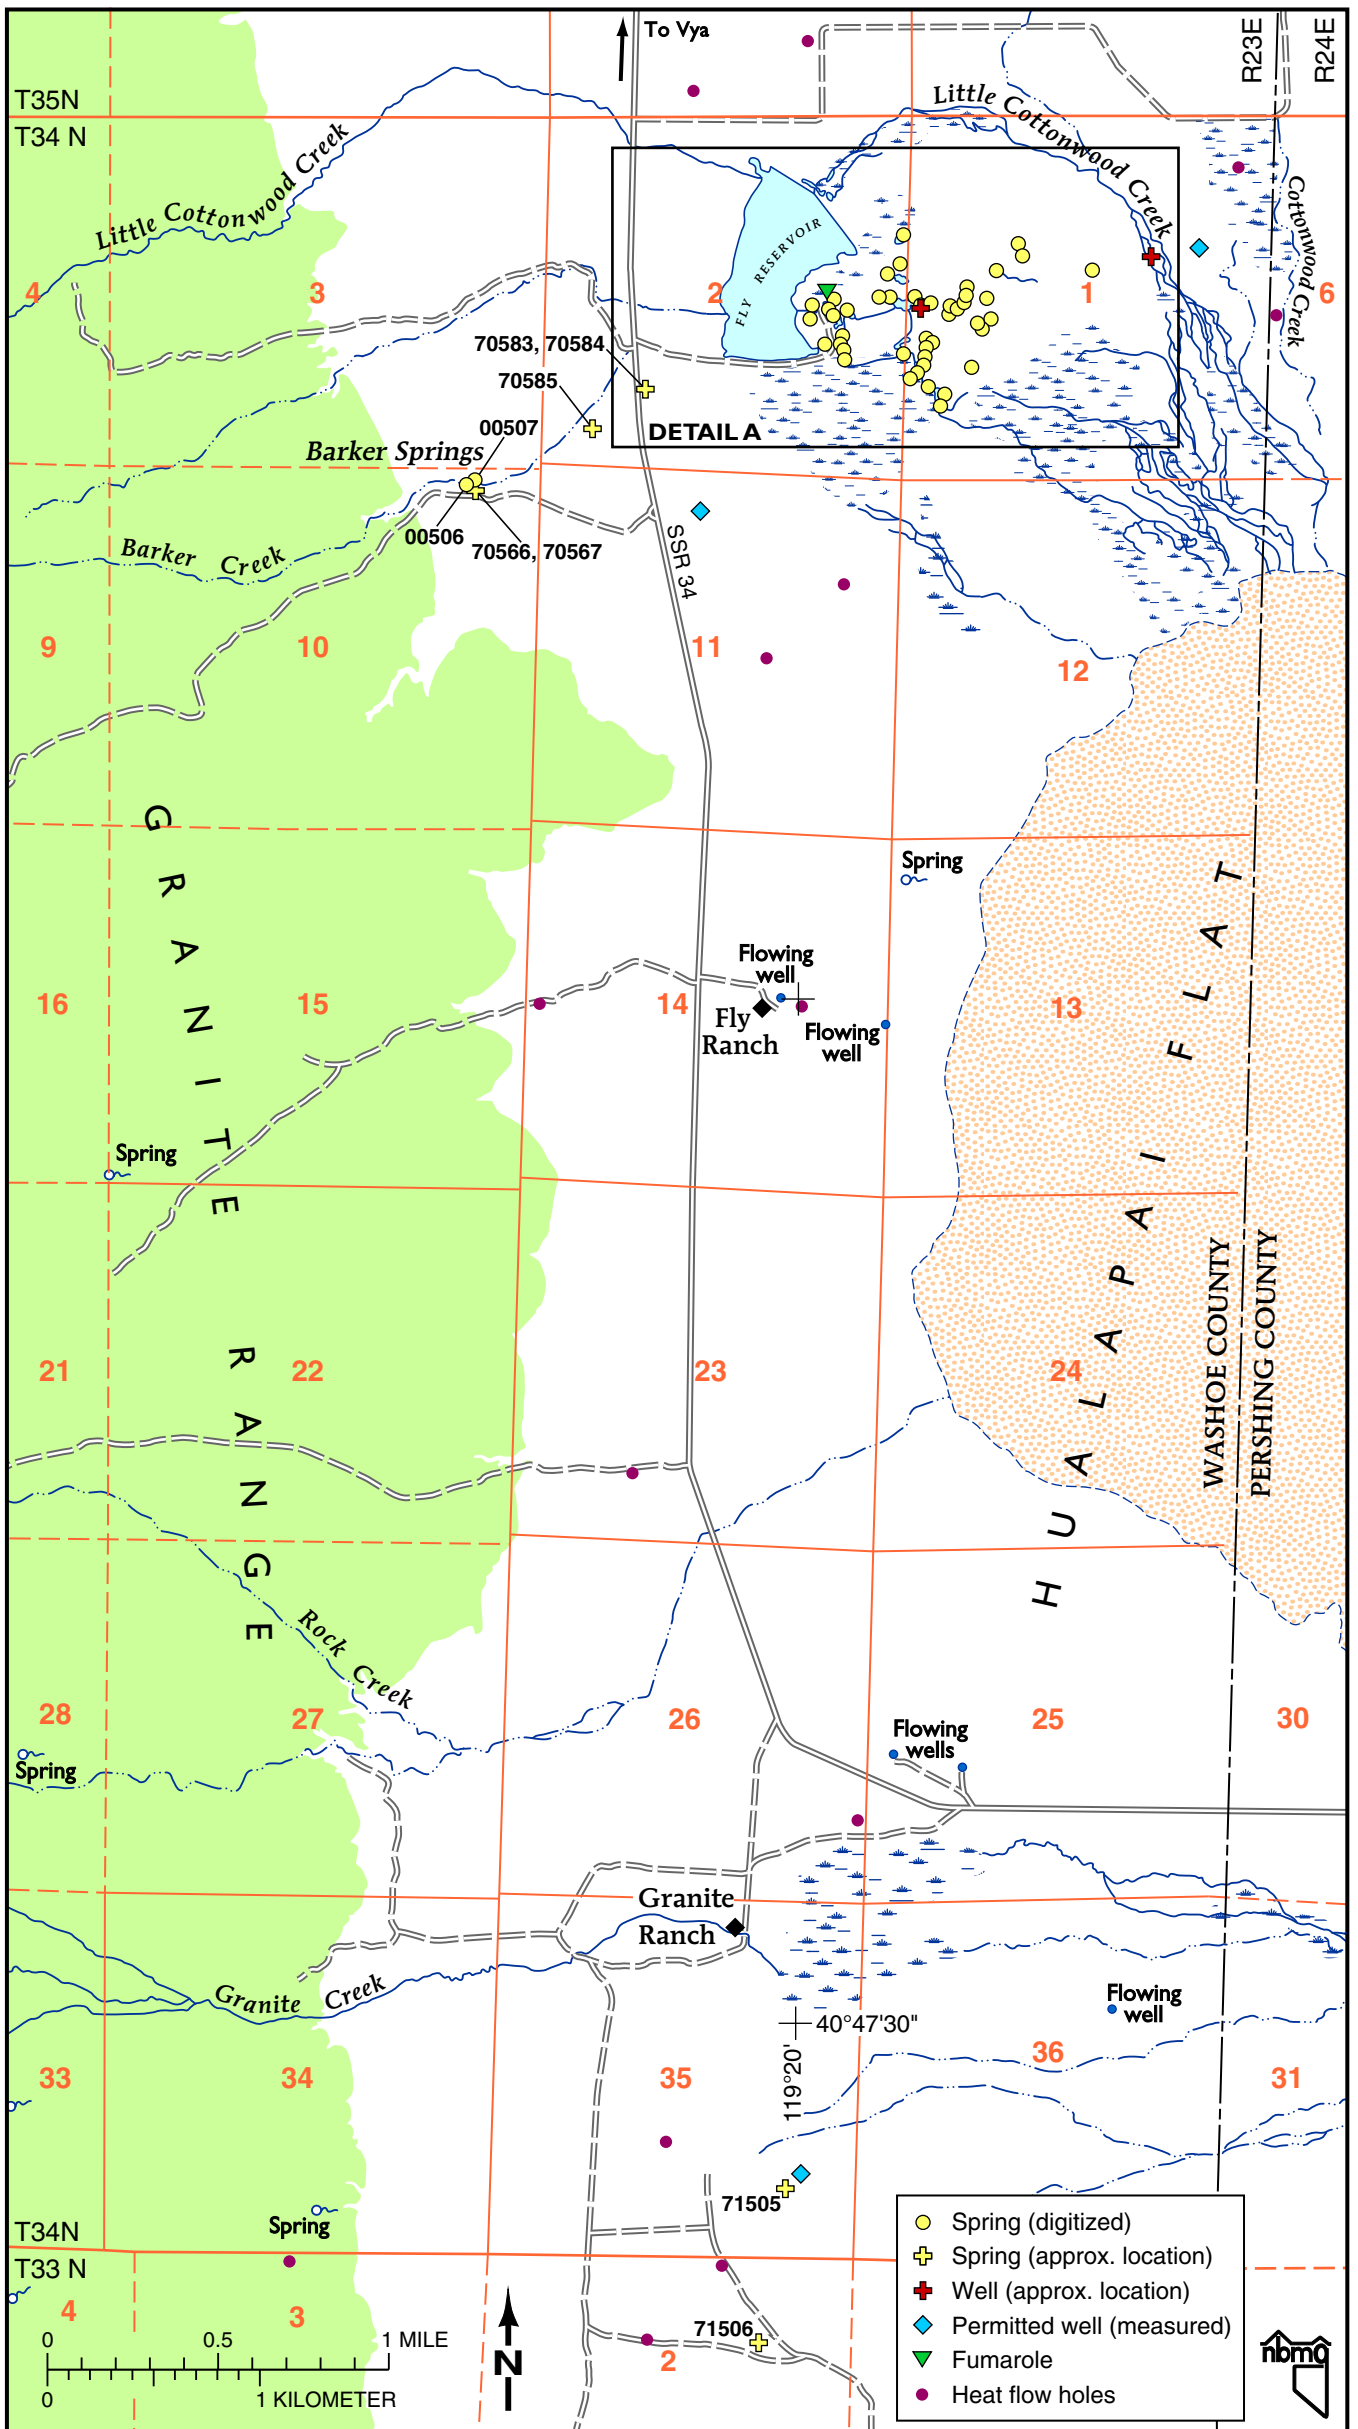 To Vya
R23E
R24E
T35N
T34 N
Little Cottonwood Creek
Little Cottonwood Creek
Cottonwood Creek
FLY RESERVOIR
4
3
2
1
6
70583, 70584
70585
00507
DETAIL A
Barker Springs
00506
70566, 70567
SSR 34
Barker Creek
9
10
11
12
GRANITE RANGE
Spring
Flowing
well
16
15
14
13
Fly
Ranch
Flowing
well
HUALAPAI FLAT
Spring
WASHOE COUNTY
PERSHING COUNTY
21
22
23
24
Rock Creek
28
27
26
25
30
Flowing
wells
Spring
Granite
Ranch
Granite Creek
Flowing
well
40°47'30"
119°20'
36
33
34
35
31
71505
Spring
T34N
T33 N
4
3
2
71506
0 0.5 1 MILE
0 1 KILOMETER
N
Spring (digitized)
Spring (approx. location)
Well (approx. location)
Permitted well (measured)
Fumarole
Heat flow holes
nbmg